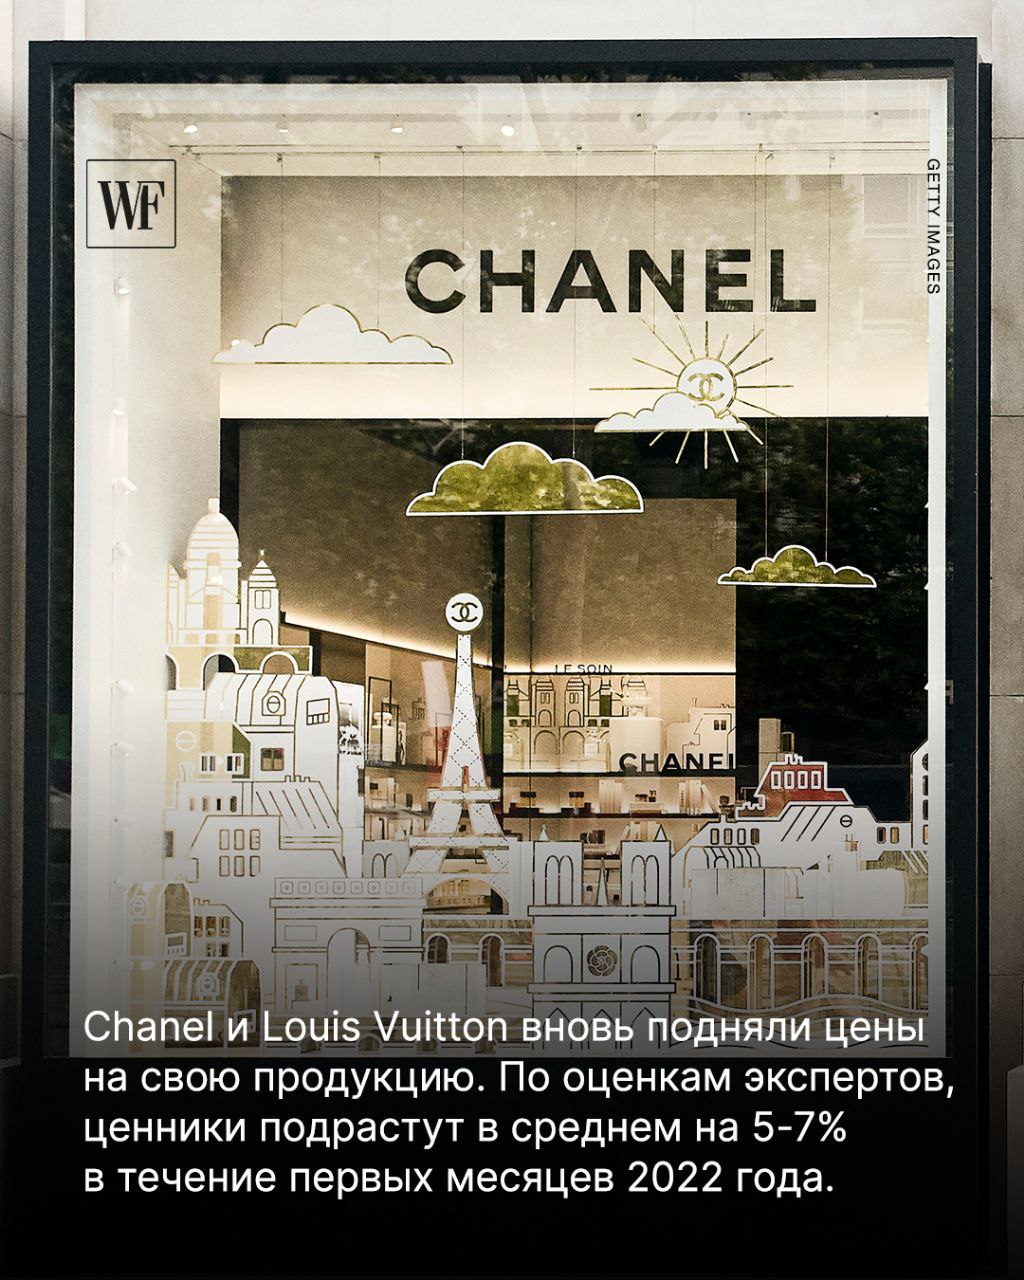 WF
GETTY IMAGES
CHANEL
LE SOIN
CHANEL
Chanel и Louis Vuitton вновь подняли цены
на свою продукцию. По оценкам экспертов,
ценники подрастут в среднем на 5-7%
в течение первых месяцев 2022 года.